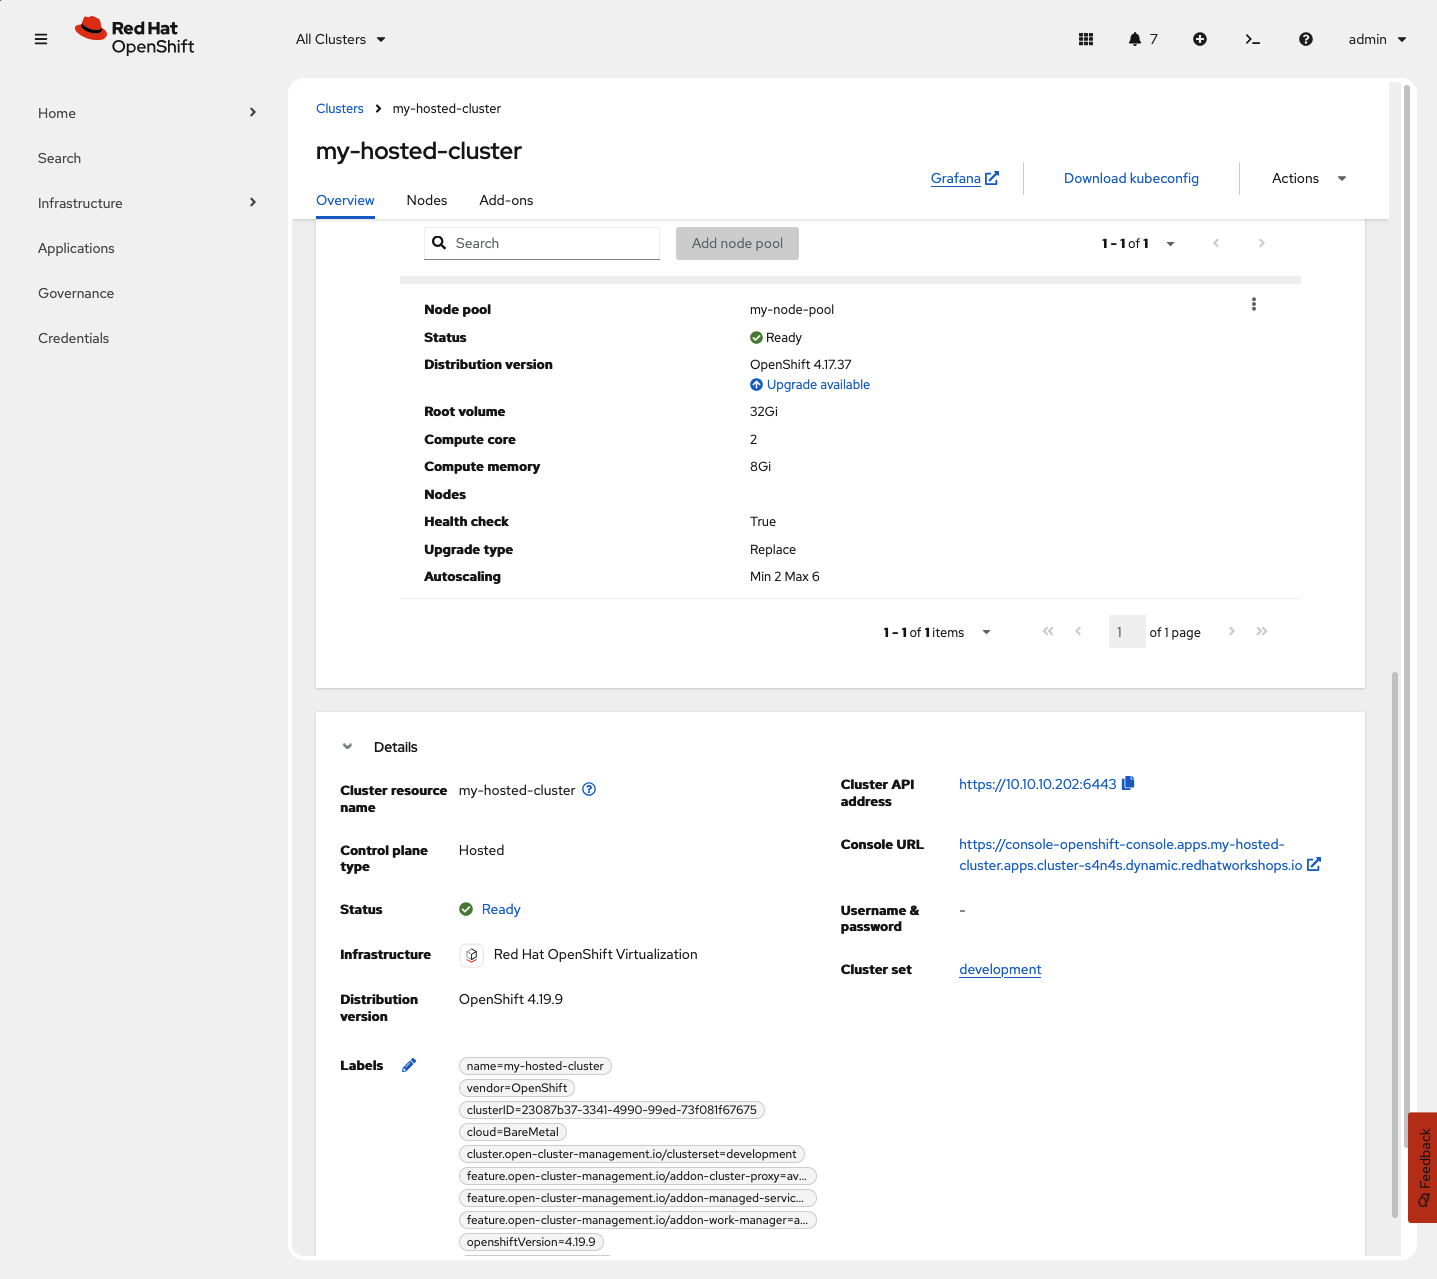 Red Hat
OpenShift
All Clusters
7
admin
Home
Search
Infrastructure
Applications
Governance
Credentials
Clusters
my-hosted-cluster
my-hosted-cluster
Grafana
Download kubeconfig
Actions
Overview
Nodes
Add-ons
Search
Add node pool
1 - 1 of 1
Node pool
my-node-pool
Status
Ready
Distribution version
OpenShift 4.17.37
Upgrade available
Root volume
32Gi
Compute core
2
Compute memory
8Gi
Nodes
Health check
True
Upgrade type
Replace
Autoscaling
Min 2 Max 6
1 - 1 of 1 items
1
of 1 page
Details
Cluster resource
name
my-hosted-cluster
Control plane
type
Hosted
Status
Ready
Infrastructure
Red Hat OpenShift Virtualization
Distribution
version
OpenShift 4.19.9
Labels
name=my-hosted-cluster
vendor=OpenShift
clusterID=23087b37-3341-4990-99ed-73f081f67675
cloud=BareMetal
cluster.open-cluster-management.io/clusterset=development
feature.open-cluster-management.io/addon-cluster-proxy=av...
feature.open-cluster-management.io/addon-managed-servic...
feature.open-cluster-management.io/addon-work-manager=a...
openshiftVersion=4.19.9
Cluster API
address
https://10.10.10.202:6443
Console URL
https://console-openshift-console.apps.my-hosted-
cluster.apps.cluster-s4n4s.dynamic.redhatworkshops.io
Username &
password
-
Cluster set
development
Feedback